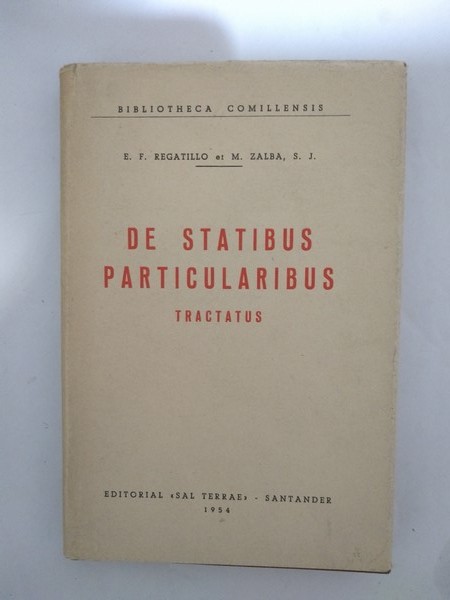 BIBLIOTHECA COMILLENSIS
E. F. REGATILLO et M. ZALBA, S. J.
DE STATIBUS
PARTICULARIBUS
TRACTATUS
EDITORIAL «SAL TERRAE» - SANTANDER
1954